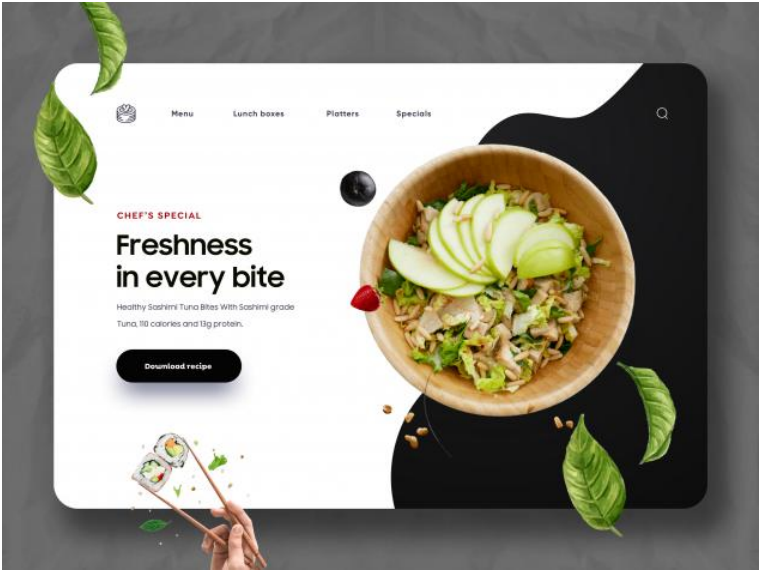 Menu Lunch boxes Platters Specials
CHEF'S SPECIAL
Freshness
in every bite
Healthy Sashimi Tuna Bites With Sashimi grade
Tuna, 110 calories and 13g protein.
Download recipe